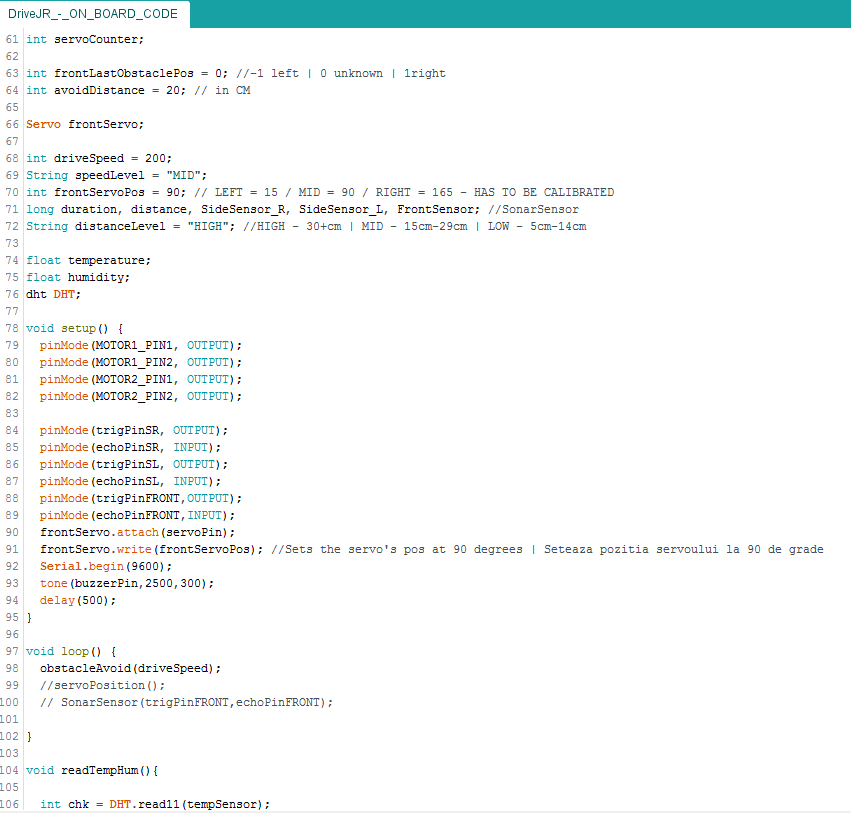 DriveJR_-_ON_BOARD_CODE
61 int servoCounter;
62
63 int frontLastObstaclePos = 0; //-1 left | 0 unknown | 1right
64 int avoidDistance = 20; // in CM
65
66 Servo frontServo;
67
68 int driveSpeed = 200;
69 String speedLevel = "MID";
70 int frontServoPos = 90; // LEFT = 15 / MID = 90 / RIGHT = 165 - HAS TO BE CALIBRATED
71 long duration, distance, SideSensor_R, SideSensor_L, FrontSensor; //SonarSensor
72 String distanceLevel = "HIGH"; //HIGH - 30+cm | MID - 15cm-29cm | LOW - 5cm-14cm
73
74 float temperature;
75 float humidity;
76 dht DHT;
77
78 void setup() {
79   pinMode(MOTOR1_PIN1, OUTPUT);
80   pinMode(MOTOR1_PIN2, OUTPUT);
81   pinMode(MOTOR2_PIN1, OUTPUT);
82   pinMode(MOTOR2_PIN2, OUTPUT);
83
84   pinMode(trigPinSR, OUTPUT);
85   pinMode(echoPinSR, INPUT);
86   pinMode(trigPinSL, OUTPUT);
87   pinMode(echoPinSL, INPUT);
88   pinMode(trigPinFRONT,OUTPUT);
89   pinMode(echoPinFRONT,INPUT);
90   frontServo.attach(servoPin);
91   frontServo.write(frontServoPos); //Sets the servo's pos at 90 degrees | Seteaza pozitia servoului la 90 de grade
92   Serial.begin(9600);
93   tone(buzzerPin,2500,300);
94   delay(500);
95 }
96
97 void loop() {
98   obstacleAvoid(driveSpeed);
99   //servoPosition();
100   // SonarSensor(trigPinFRONT,echoPinFRONT);
101
102 }
103
104 void readTempHum(){
105
106   int chk = DHT.read11(tempSensor);